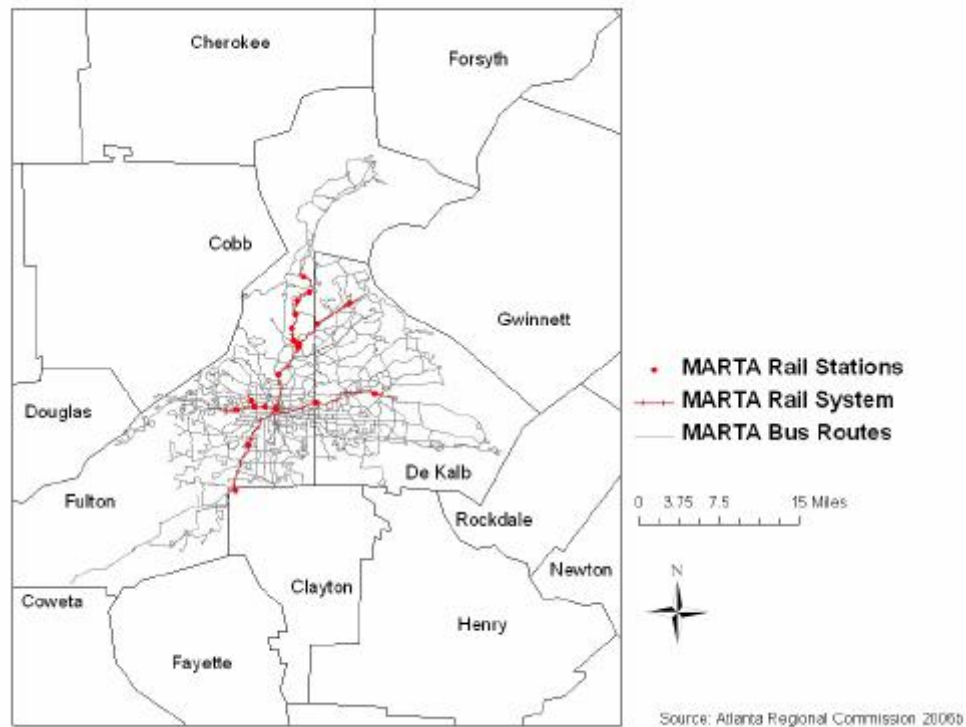 Cherokee
Forsyth
Cobb
Gwinnett
Douglas
De Kalb
Fulton
Rockdale
Newton
Clayton
Coweta
Henry
Fayette
MARTA Rail Stations
MARTA Rail System
MARTA Bus Routes
0 3.75 7.5 15 Miles
N
Source: Atlanta Regional Commission 2006b